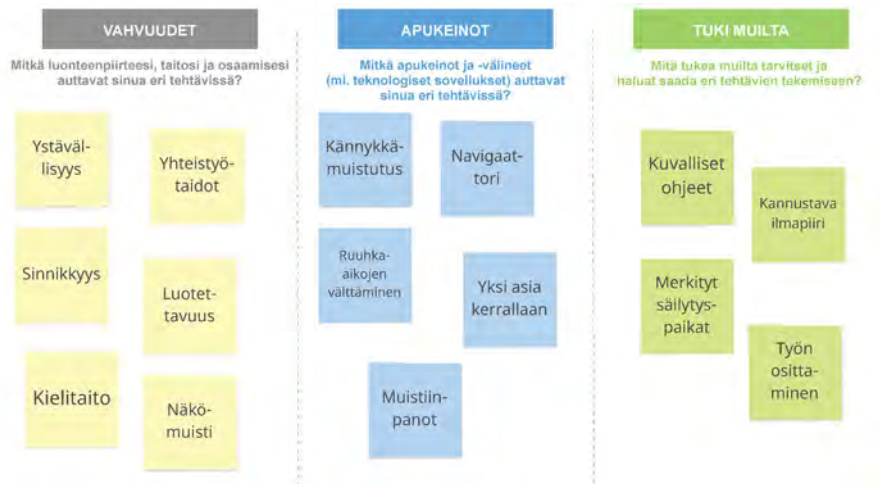 VAHVUUDET
Mitkä luonteenpiirteesi, taitosi ja osaamisesi
auttavat sinua eri tehtävissä?
Ystäväl-
lisyys
Yhteistyö-
taidot
Sinnikkyys
Luotet-
tavuus
Kielitaito
Näkö-
muisti
APUKEINOT
Mitkä apukeinot ja -välineet
(ml. teknologiset sovellukset) auttavat
sinua eri tehtävissä?
Kännykkä-
muistutus
Navigaat-
tori
Ruuhka-
aikojen
välttäminen
Yksi asia
kerrallaan
Muistiin-
panot
TUKI MUILTA
Mitä tukea muilta tarvitset ja
haluat saada eri tehtävien tekemiseen?
Kuvalliset
ohjeet
Kannustava
ilmapiiri
Merkityt
säilytys-
paikat
Työn
ositta-
minen